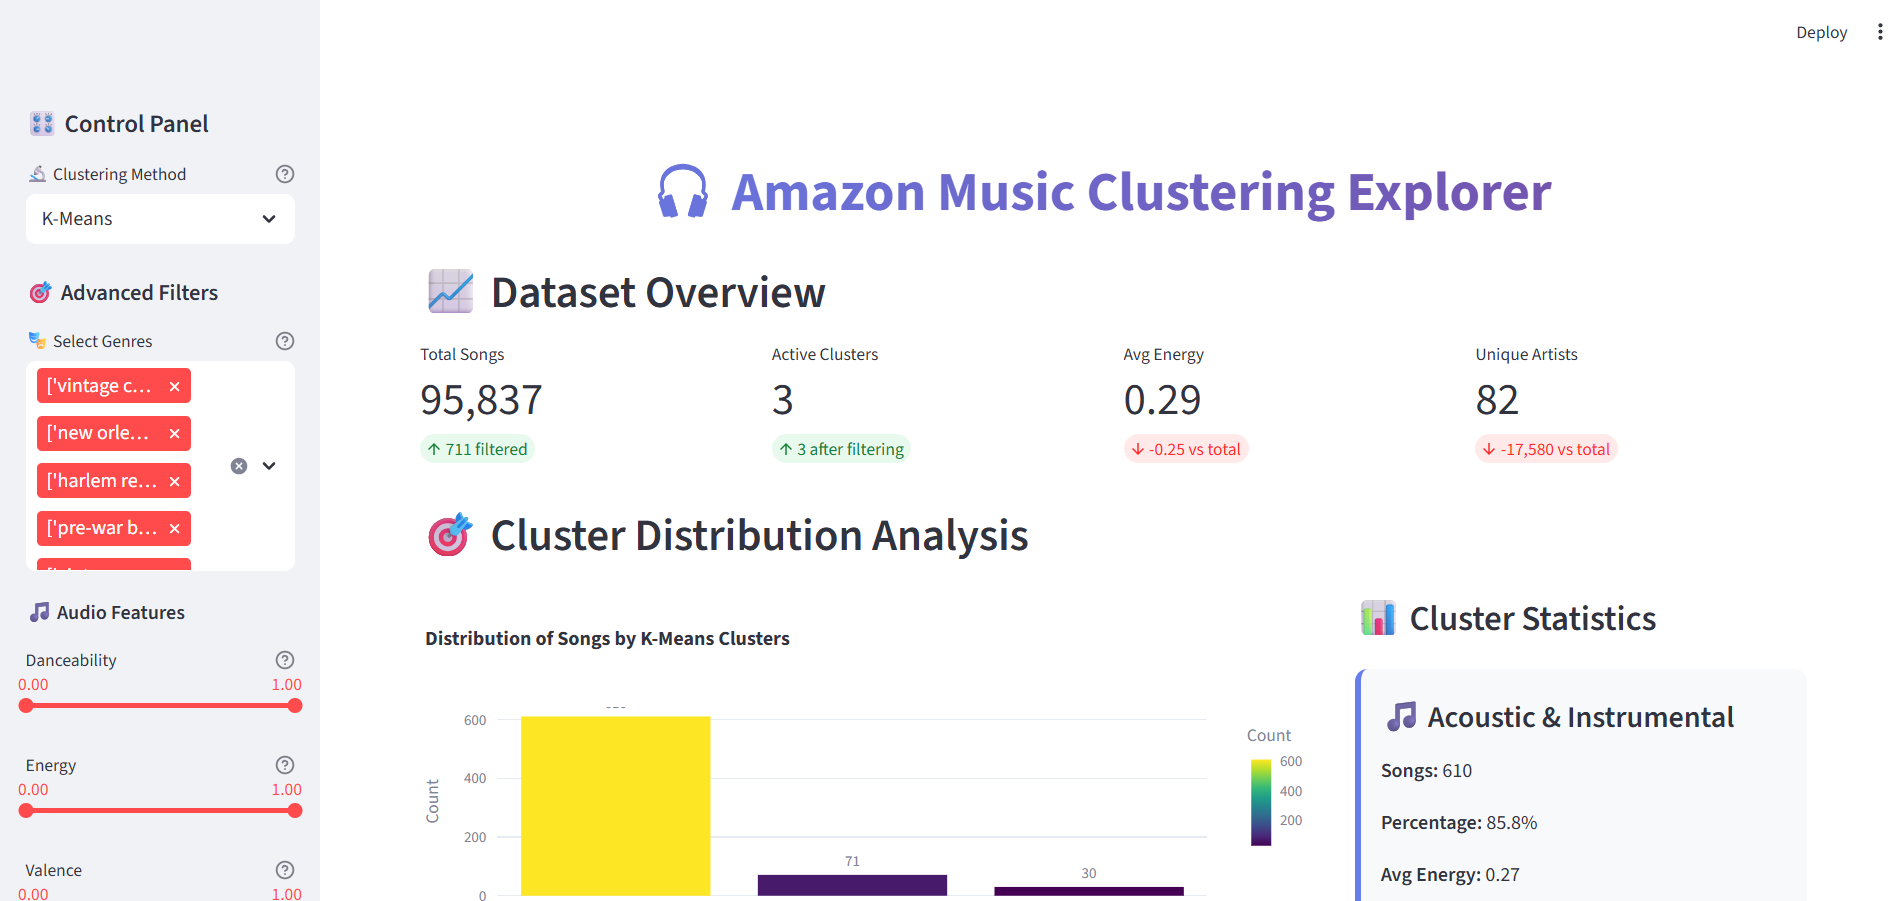 Deploy
Control Panel
Clustering Method
K-Means
Advanced Filters
Select Genres
['vintage c...
['new orle...
['harlem re...
['pre-war b...
Audio Features
Danceability
0.00 1.00
Energy
0.00 1.00
Valence
0.00 1.00
Amazon Music Clustering Explorer
Dataset Overview
Total Songs
95,837
↑ 711 filtered
Active Clusters
3
↑ 3 after filtering
Avg Energy
0.29
↓ -0.25 vs total
Unique Artists
82
↓ -17,580 vs total
Cluster Distribution Analysis
Distribution of Songs by K-Means Clusters
Count
600
400
200
0
71
30
Count
600
400
200
Cluster Statistics
Acoustic & Instrumental
Songs: 610
Percentage: 85.8%
Avg Energy: 0.27